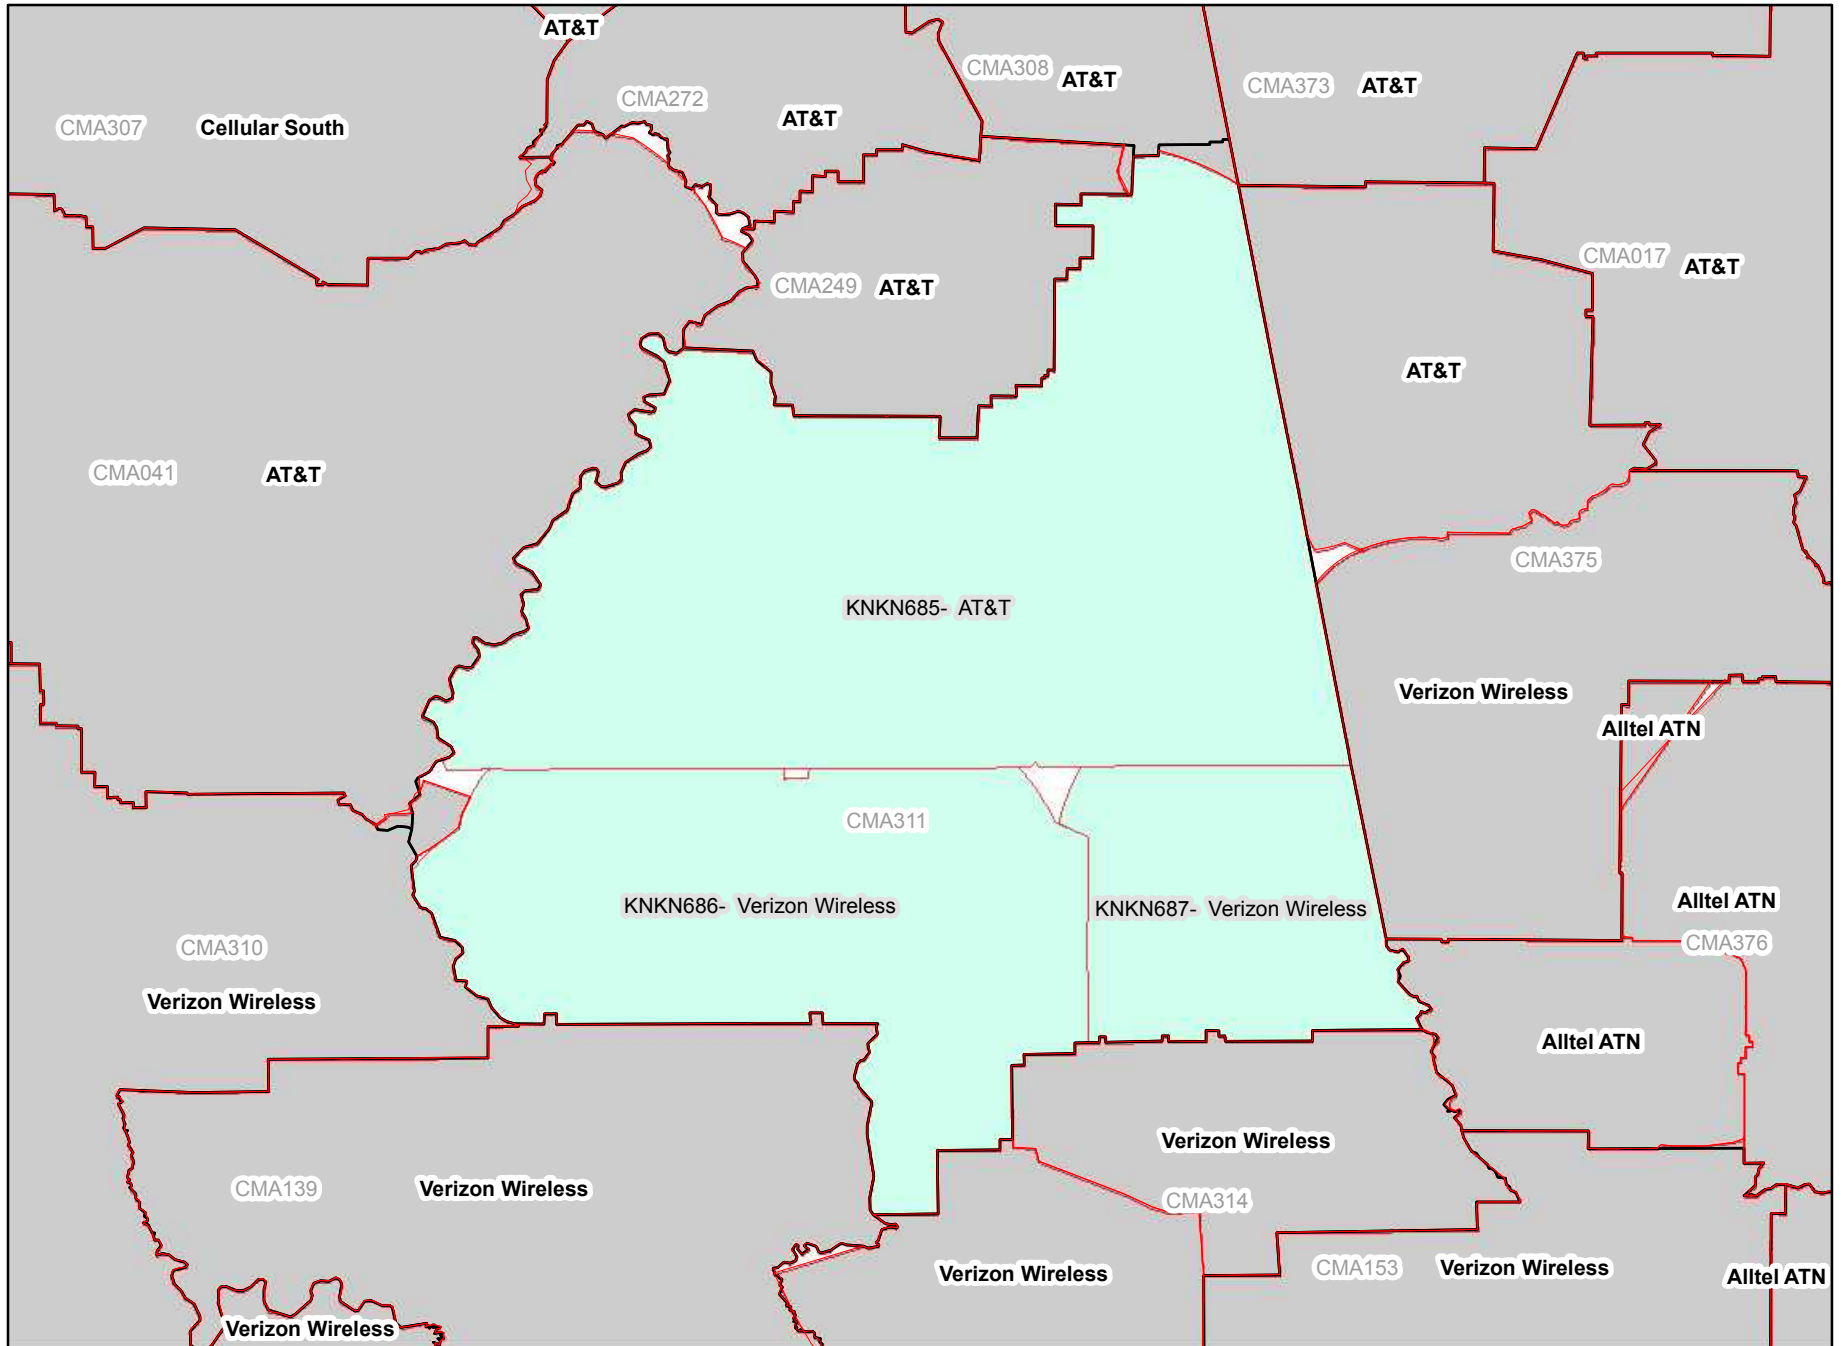 AT&T
CMA308
AT&T
CMA373
AT&T
CMA272
AT&T
CMA307
Cellular South
CMA017
AT&T
CMA249
AT&T
AT&T
CMA041
AT&T
CMA375
KNKN685- AT&T
Verizon Wireless
Alltel ATN
CMA311
KNKN686- Verizon Wireless
KNKN687- Verizon Wireless
Alltel ATN
CMA376
CMA310
Verizon Wireless
Alltel ATN
Verizon Wireless
CMA139
Verizon Wireless
CMA314
Verizon Wireless
CMA153
Verizon Wireless
Alltel ATN
Verizon Wireless